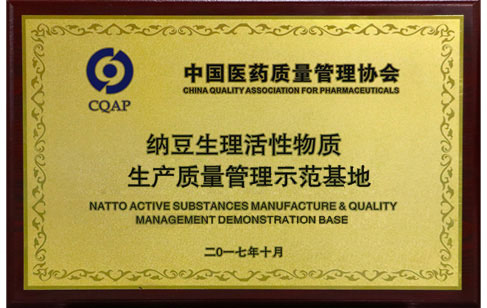 CQAP
中国医药质量管理协会
CHINA QUALITY ASSOCIATION FOR PHARMACEUTICALS
纳豆生理活性物质
生产质量管理示范基地
NATTO ACTIVE SUBSTANCES MANUFACTURE & QUALITY
MANAGEMENT DEMONSTRATION BASE
二〇一七年十月